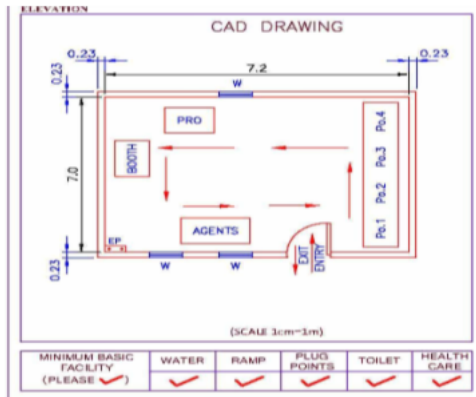 ELEVATION
CAD DRAWING
0.23
7.2
0.23
0.23
W
PRO
BOOTH
7.0
Po.4
Po.3
Po.2
Po.1
AGENTS
EP
0.23
W
W
EXIT
ENTRY
(SCALE 1cm=1m)
MINIMUM BASIC
FACILITY
(PLEASE ✓)
WATER
RAMP
PLUG
POINTS
TOILET
HEALTH
CARE